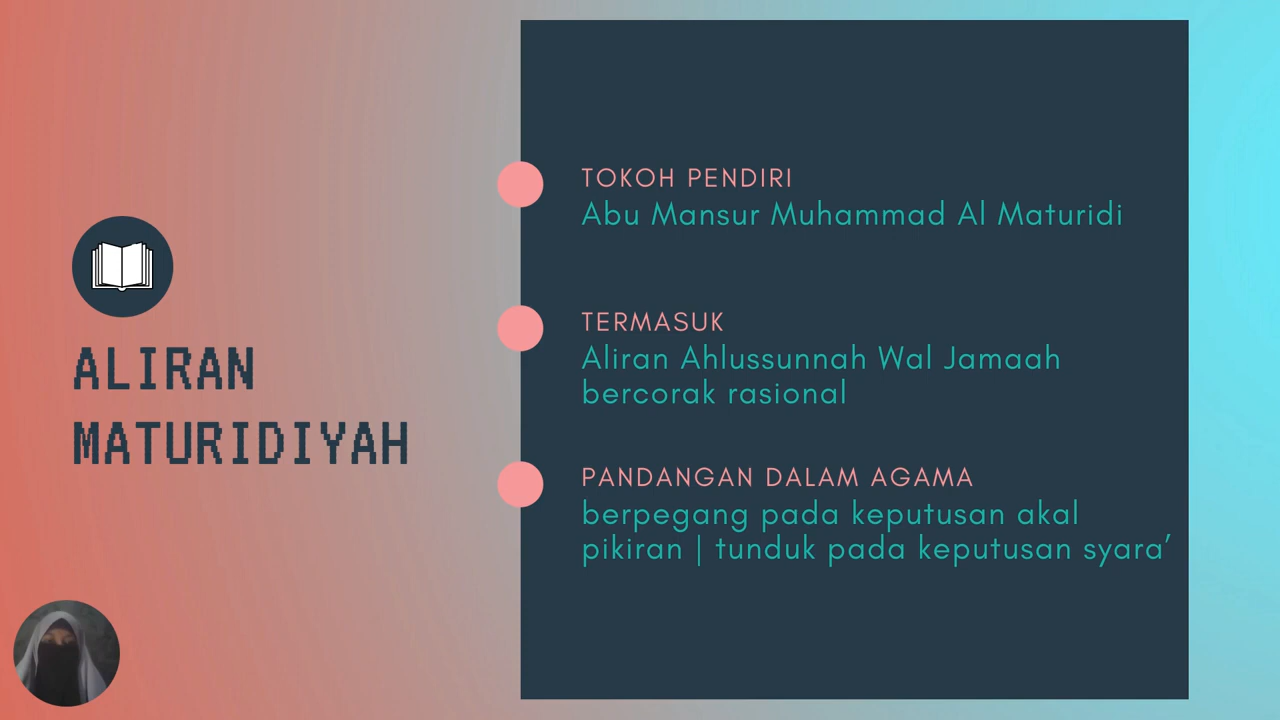 ALIRAN
MATURIDIYAH
TOKOH PENDIRI
Abu Mansur Muhammad Al Maturidi
TERMASUK
Aliran Ahlussunnah Wal Jamaah
bercorak rasional
PANDANGAN DALAM AGAMA
berpegang pada keputusan akal
pikiran | tunduk pada keputusan syara’